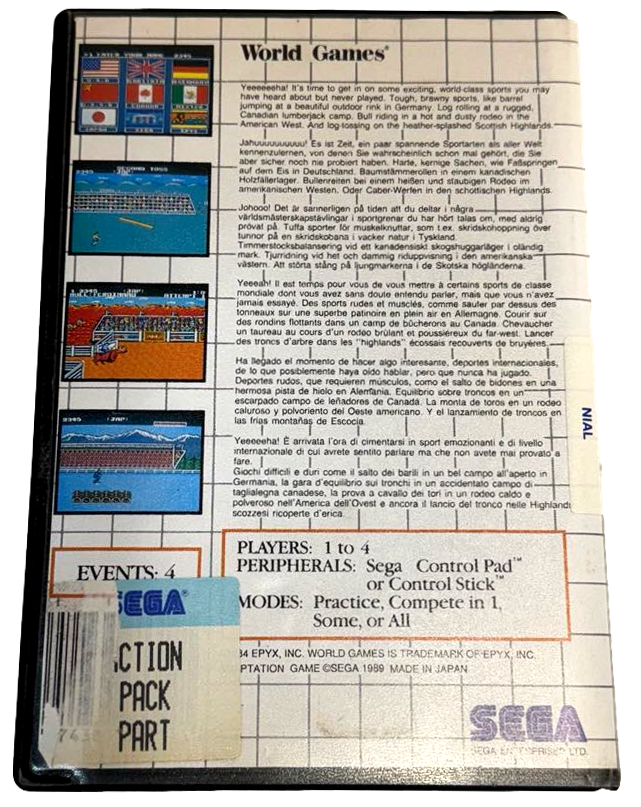 World Games®
Yeeeeeeha! It's time to get in on some exciting, world-class sports you may
have heard about but never played. Tough, brawny sports, like barrel
jumping at a beautiful outdoor rink in Germany. Log rolling at a rugged,
Canadian lumberjack camp. Bull riding in a hot and dusty rodeo in the
American West. And log-tossing on the heather-splashed Scottish Highlands.
Jahuuuuuuuuu! Es ist Zeit, ein paar spannende Sportarten als aller Welt
kennenzulernen, von denen Sie wahrscheinlich schon mal gehört, die Sie
aber sicher noch nie probiert haben. Harte, kernige Sachen, wie Faßspringen
auf dem Eis in Deutschland. Baumstämmerollen in einem kanadischen
Holzfällerlager. Bullenreiten bei einem heißen und staubigen Rodeo im
amerikanischen Westen. Oder Caber-Werfen in den schottischen Highlands.
Johooo! Det är sannerligen på tiden att du deltar i några
världsmästerskapstävlingar i sportgrenar du har hört talas om, med aldrig
prövat på. Tuffa sporter för muskelknuttar, som t.ex. skridskohoppning över
tunnor på en skridskobana i vacker natur i Tyskland.
Timmerstocksbalansering vid ett kanadensiskt skogshuggarläger i oländig
mark. Tjurridning vid het och dammig riduppvisning i den amerikanska
västern. Att störta stång på ljungmarkerna i de Skotska högländerna.
Yeeeah! Il est temps pour vous de vous mettre à certains sports de classe
mondiale dont vous avez sans doute entendu parler, mais que vous n'avez
jamais essayé. Des sports rudes et musclés, comme sauter par dessus des
tonneaux sur une superbe patinoire en plein air en Allemagne. Courir sur
des rondins flottants dans un camp de bûcherons au Canada. Chevaucher
un taureau au cours d'un rodéo brûlant et poussiéreux du far-west. Lancer
des troncs d'arbre dans les "highlands" écossais recouverts de bruyères.
Ha llegado el momento de hacer algo interesante, deportes internacionales,
de lo que posiblemente haya oído hablar, pero que nunca ha jugado.
Deportes rudos, que requieren músculos, como el salto de bidones en una
hermosa pista de hielo en Alemania. Equilibrio sobre troncos en un
escarpado campo de leñadores de Canadá. La monta de toros en un rodeo
caluroso y polvoriento del Oeste americano. Y el lanzamiento de troncos en
las frías montañas de Escocia.
Yeeeeeha! È arrivata l'ora di cimentarsi in sport emozionanti e di livello
internazionale di cui avrete sentito parlare ma che non avete mai provato a
fare.
Giochi difficili e duri come il salto dei barili in un bel campo all'aperto in
Germania, la gara d'equilibrio sui tronchi in un accidentato campo di
taglialegna canadese, la prova a cavallo dei tori in un rodeo caldo e
polveroso nell'America dell'Ovest e ancora il lancio del tronco nelle Highlands
scozzesi ricoperte d'erica.
NIAL
EVENTS: 4
PLAYERS: 1 to 4
PERIPHERALS: Sega Control Pad™
or Control Stick™
MODES: Practice, Compete in 1,
Some, or All
SEGA®
CTION
PACK
PART
84 EPYX, INC. WORLD GAMES IS TRADEMARK OF EPYX, INC.
PTATION GAME ©SEGA 1989 MADE IN JAPAN
SEGA
SEGA ENTERPRISES LTD.